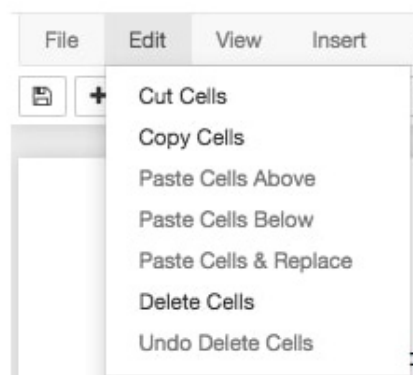 File Edit View Insert
Cut Cells
Copy Cells
Paste Cells Above
Paste Cells Below
Paste Cells & Replace
Delete Cells
Undo Delete Cells